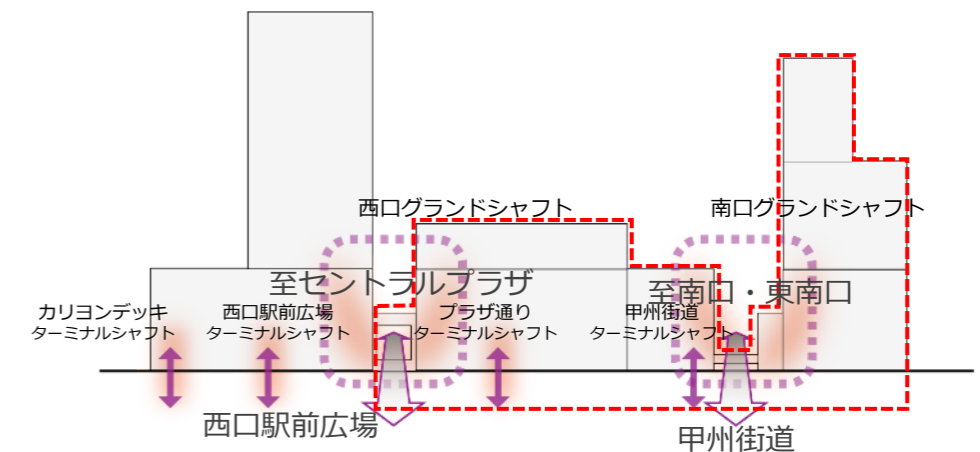 西口グランドシャフト
南口グランドシャフト
至セントラルプラザ
至南口・東南口
カリヨンデッキ
ターミナルシャフト
西口駅前広場
ターミナルシャフト
プラザ通り
ターミナルシャフト
甲州街道
ターミナルシャフト
西口駅前広場
甲州街道